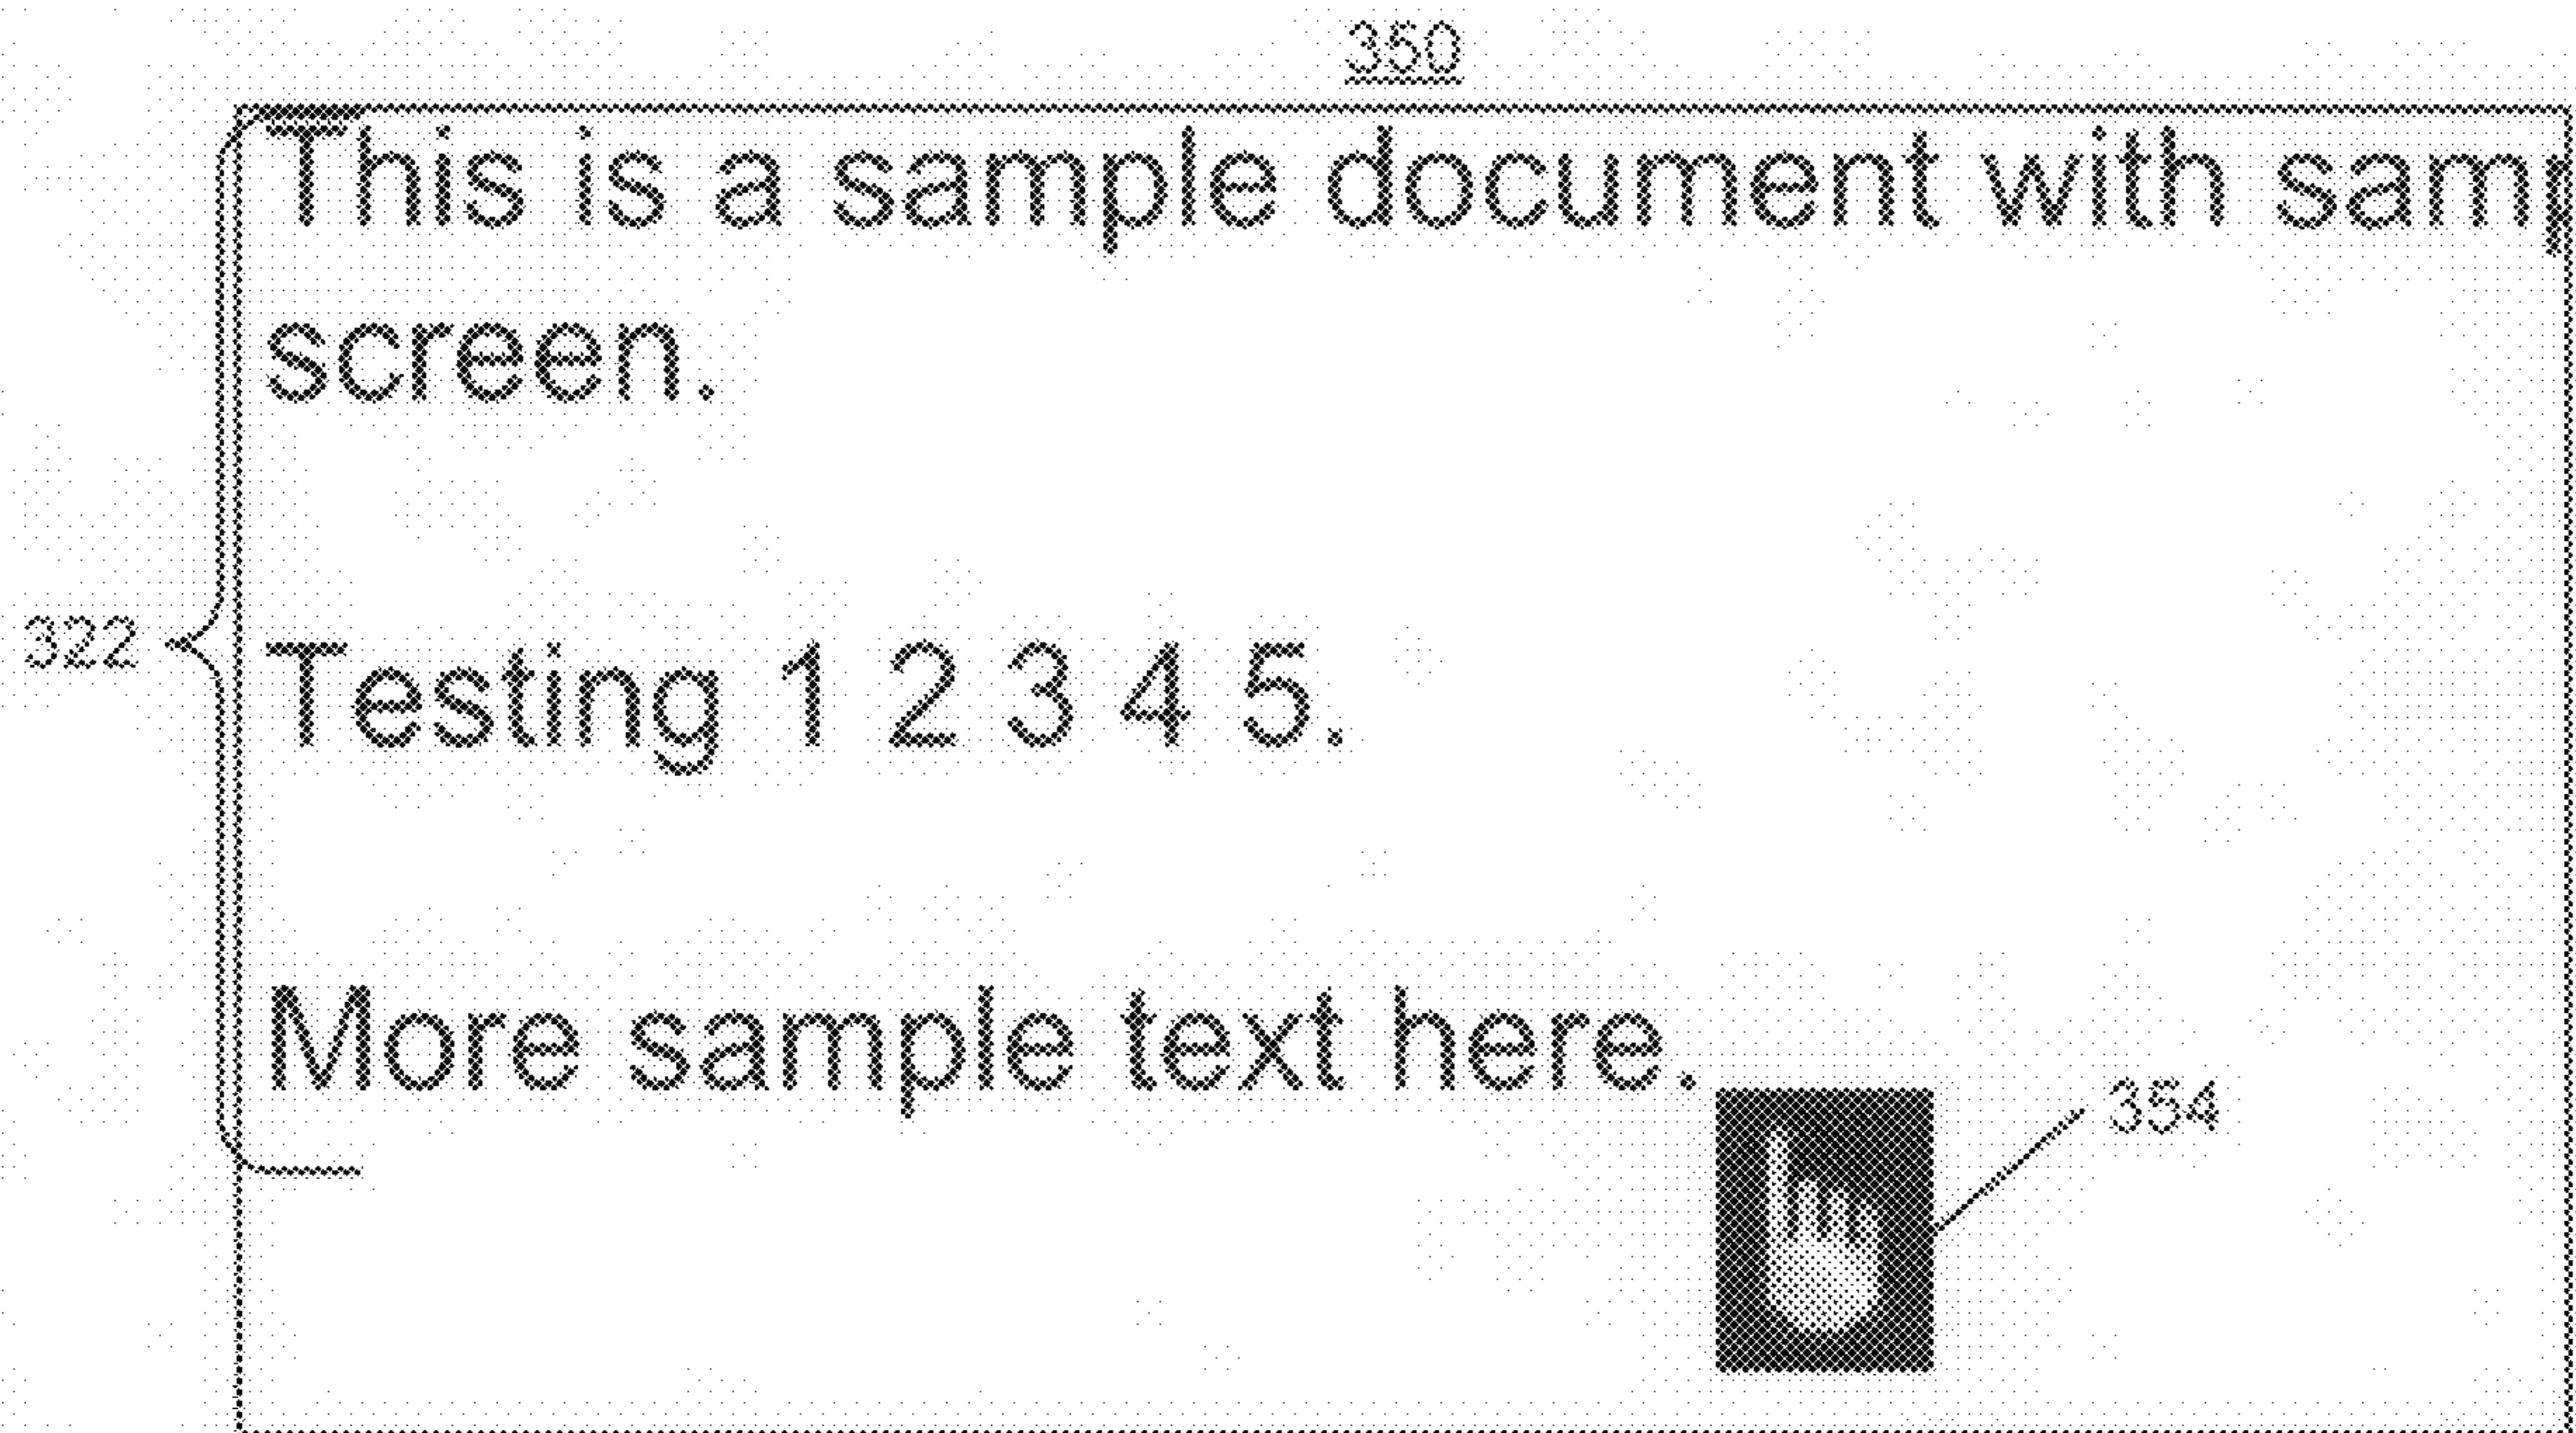 350
This is a sample document with samp
screen.
322
Testing 1 2 3 4 5.
More sample text here.
354